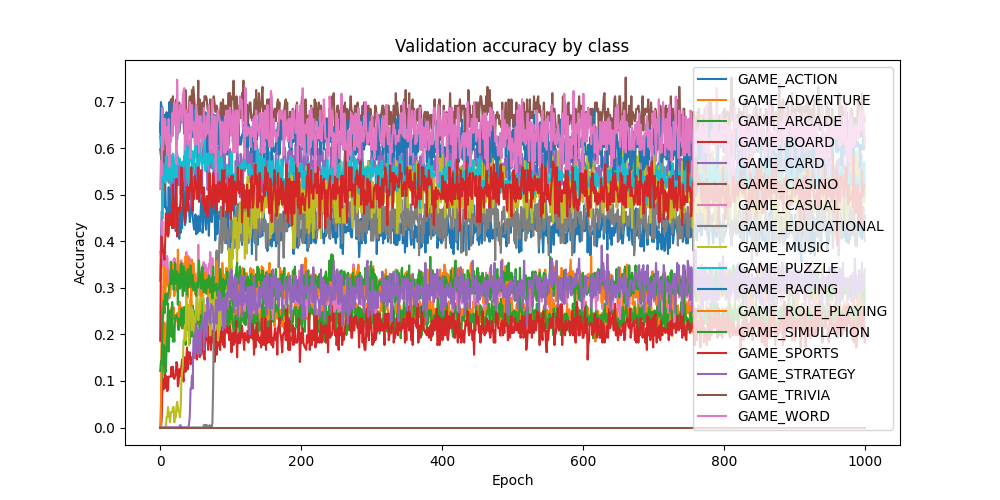 Validation accuracy by class
Accuracy
0.7
0.6
0.5
0.4
0.3
0.2
0.1
0.0
0
200
400
600
800
1000
Epoch
GAME_ACTION
GAME_ADVENTURE
GAME_ARCADE
GAME_BOARD
GAME_CARD
GAME_CASINO
GAME_CASUAL
GAME_EDUCATIONAL
GAME_MUSIC
GAME_PUZZLE
GAME_RACING
GAME_ROLE_PLAYING
GAME_SIMULATION
GAME_SPORTS
GAME_STRATEGY
GAME_TRIVIA
GAME_WORD